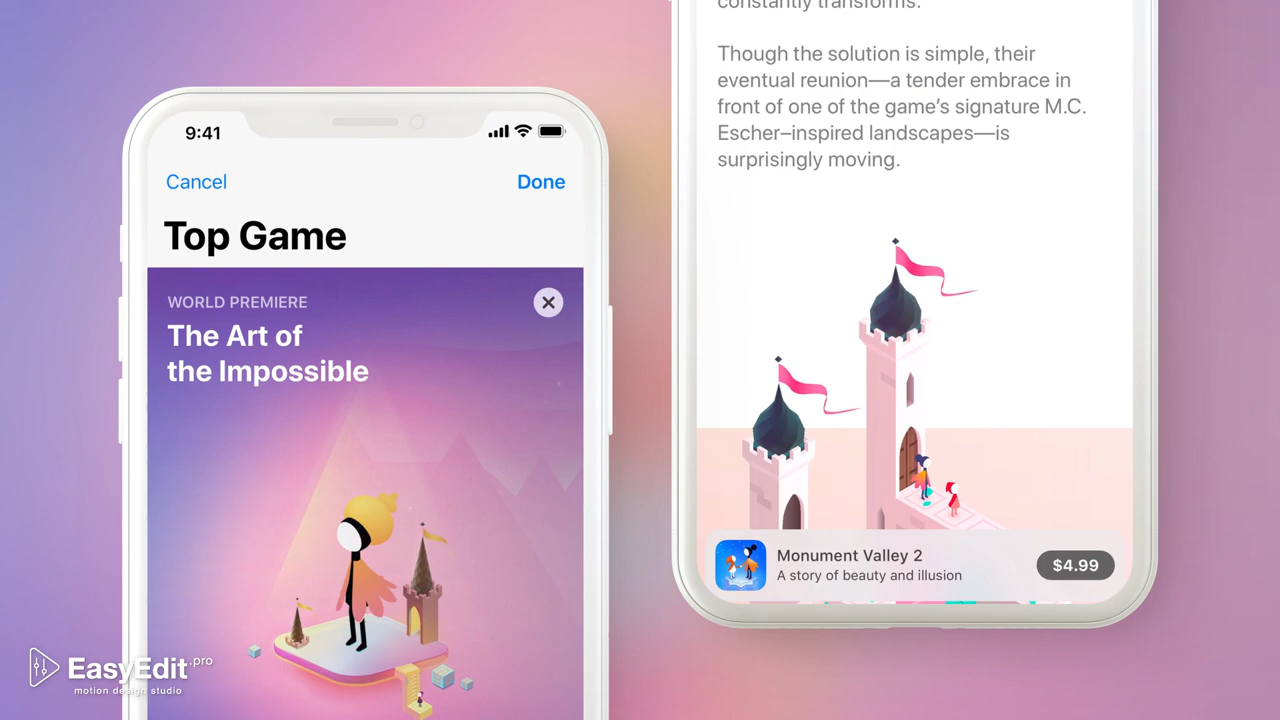 9:41
Cancel
Done
Top Game
WORLD PREMIERE
The Art of
the Impossible
constantly transforms.
Though the solution is simple, their
eventual reunion—a tender embrace in
front of one of the game’s signature M.C.
Escher–inspired landscapes—is
surprisingly moving.
Monument Valley 2
A story of beauty and illusion
$4.99
EasyEdit.pro
motion design studio